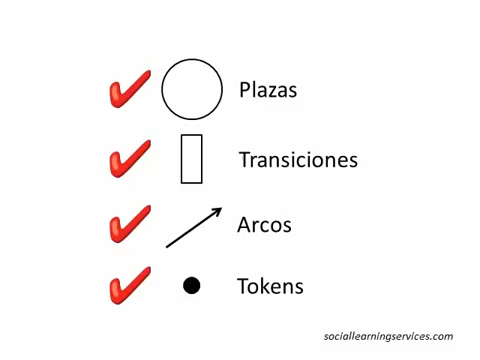 Plazas
Transiciones
Arcos
Tokens
sociallearningservices.com